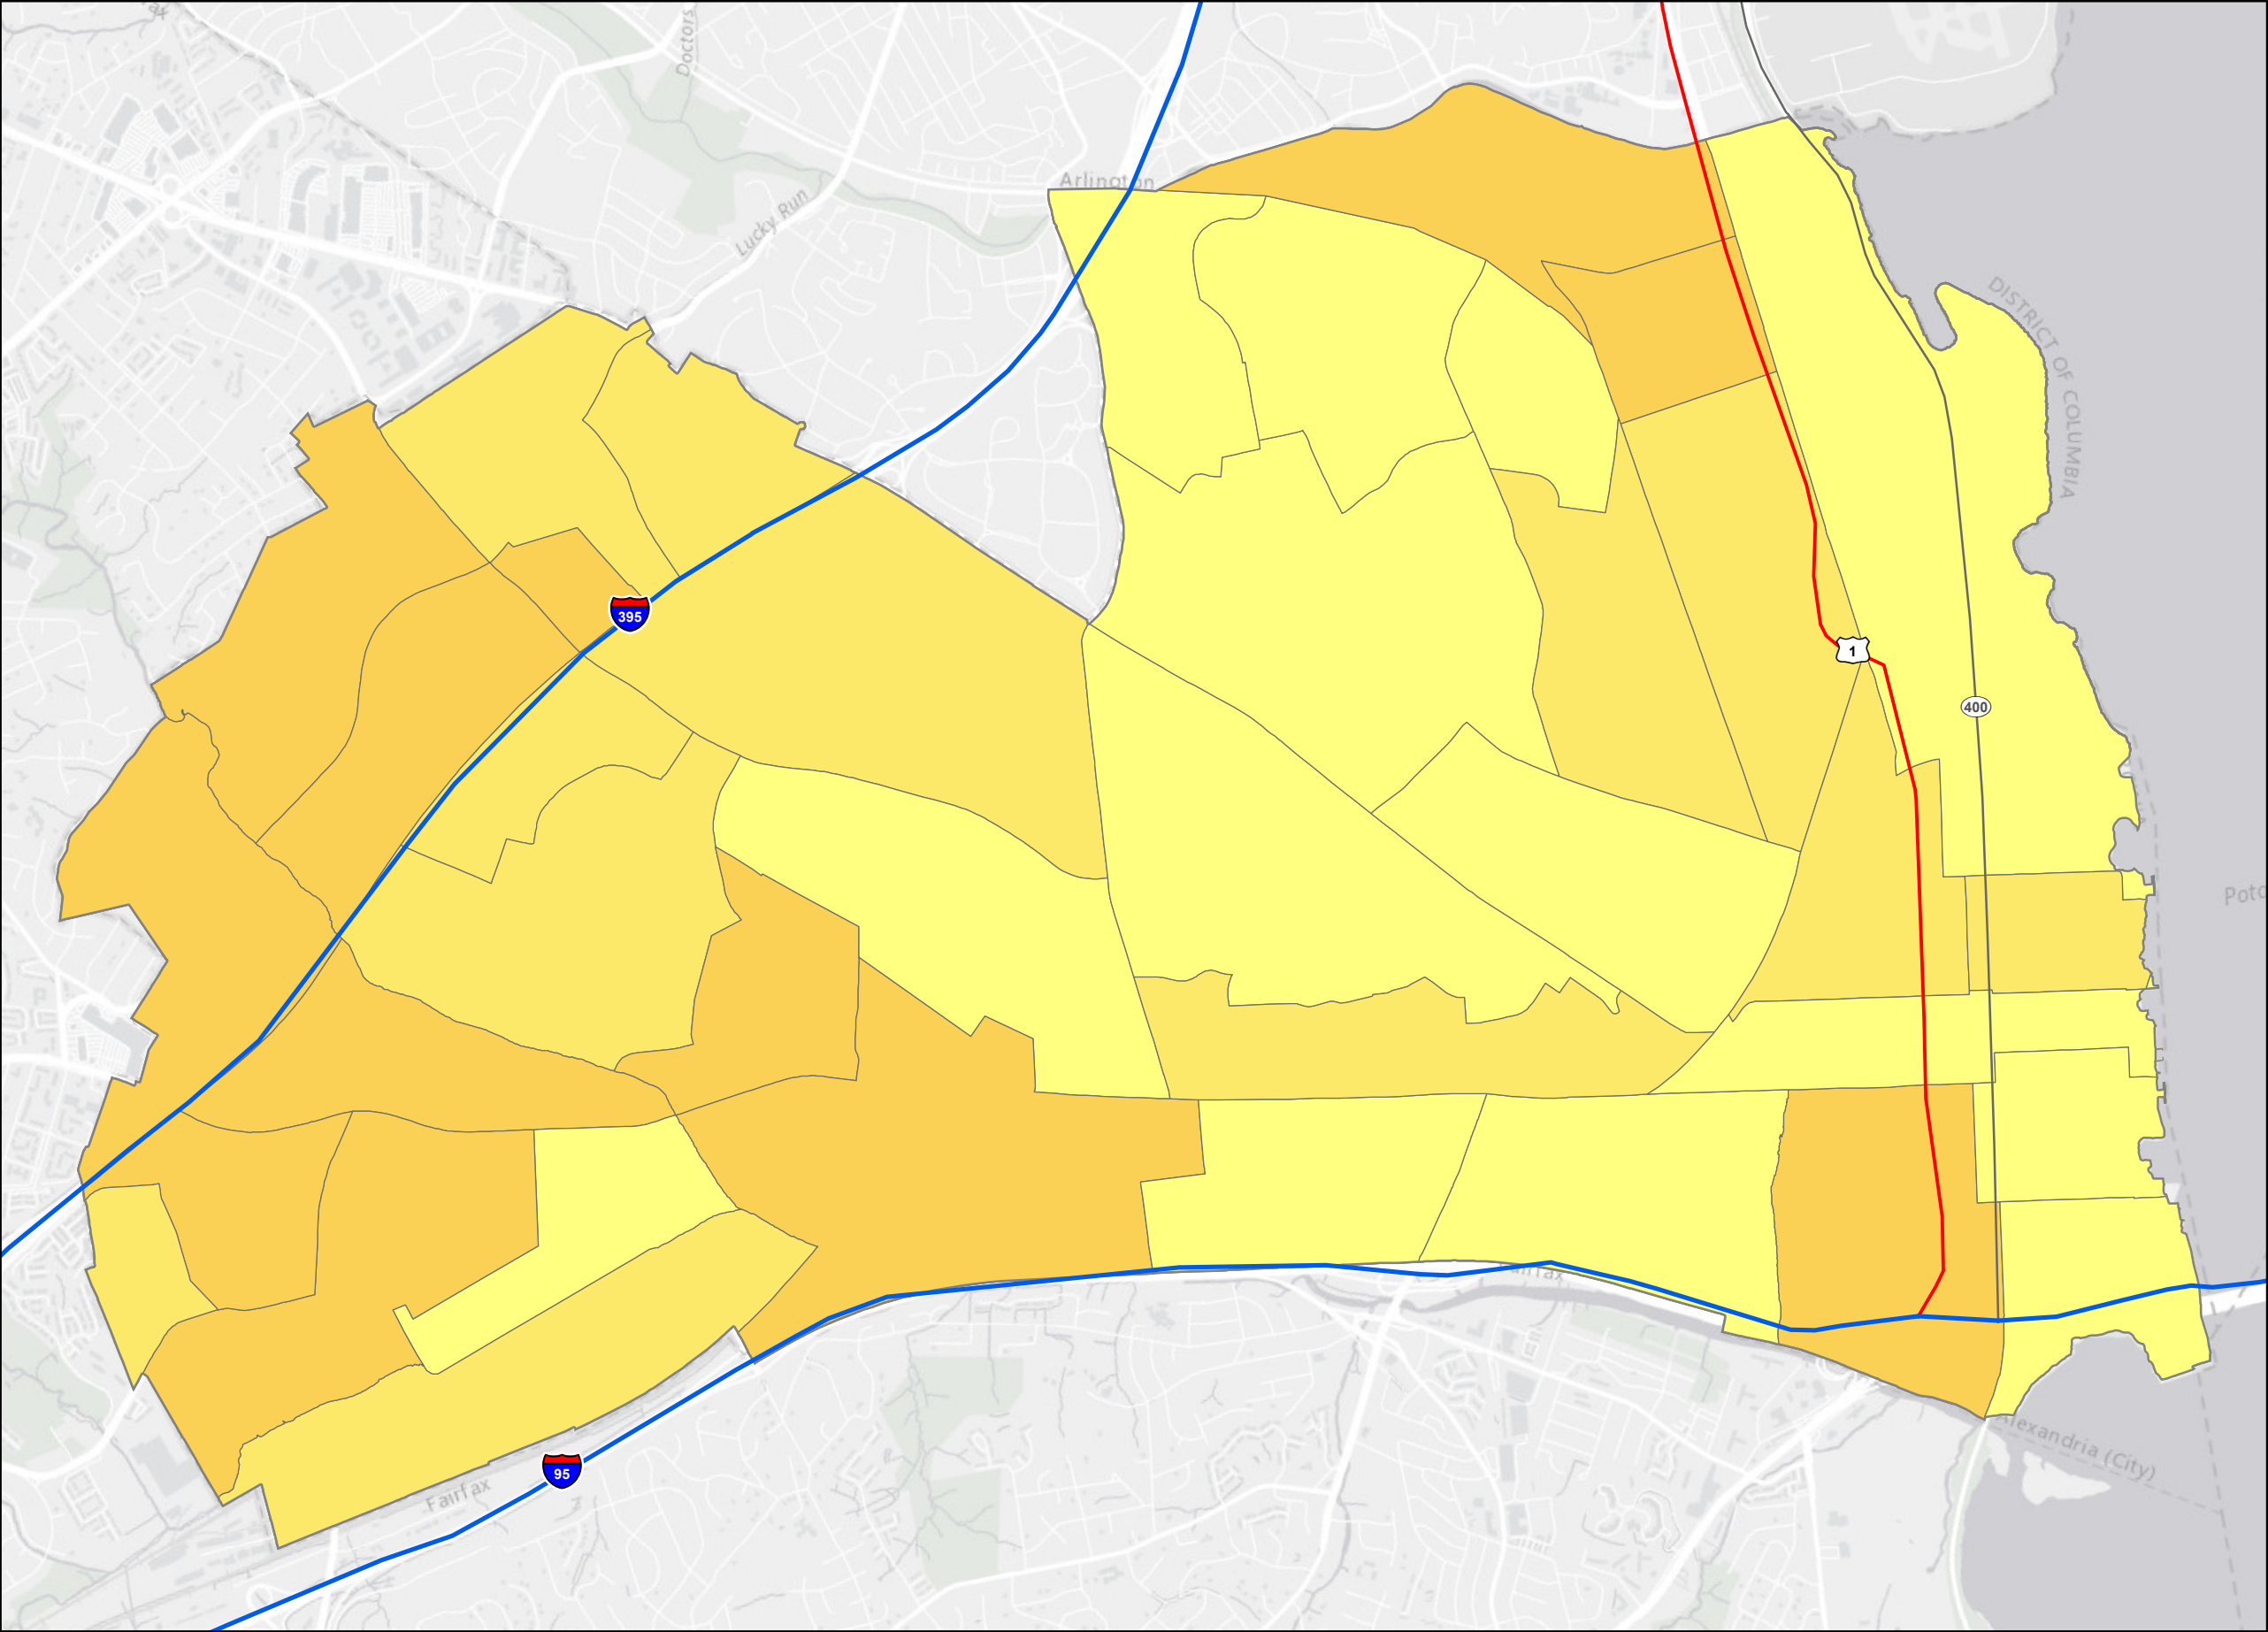 Doctors
Arlington
Lucky Run
DISTRICT OF COLUMBIA
395
1
400
Poto
Fairfax
Alexandria (City)
95
Fairfax